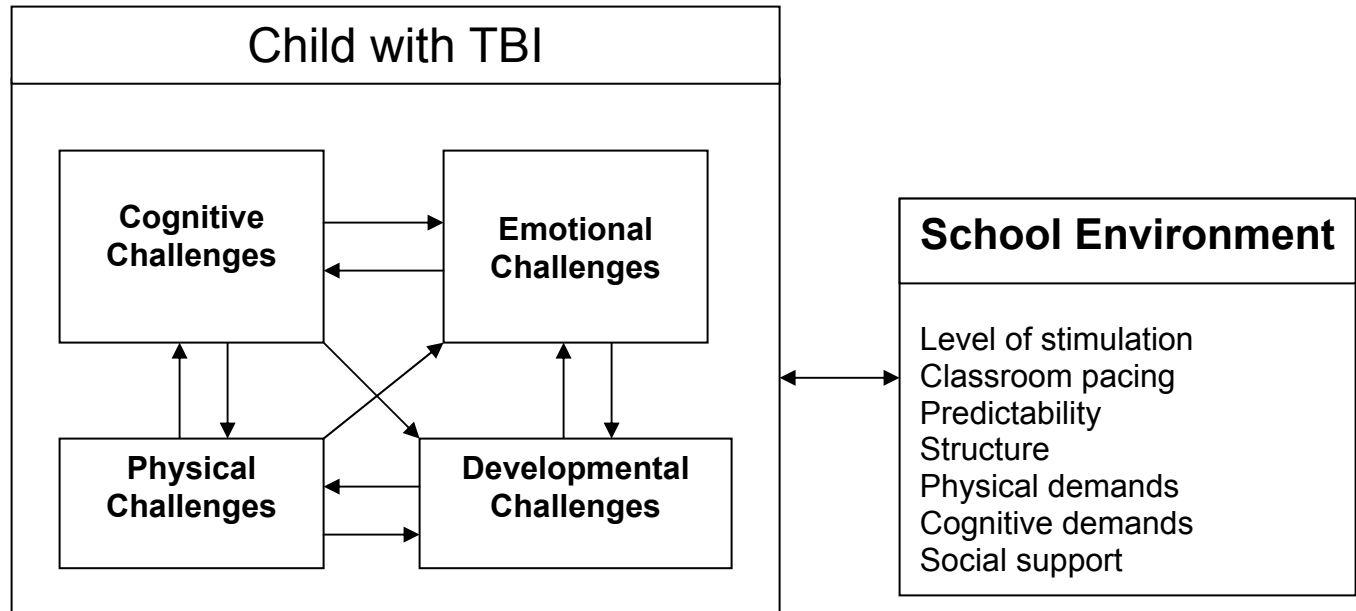 Child with TBI
Cognitive
Challenges
Emotional
Challenges
Physical
Challenges
Developmental
Challenges
School Environment
Level of stimulation
Classroom pacing
Predictability
Structure
Physical demands
Cognitive demands
Social support